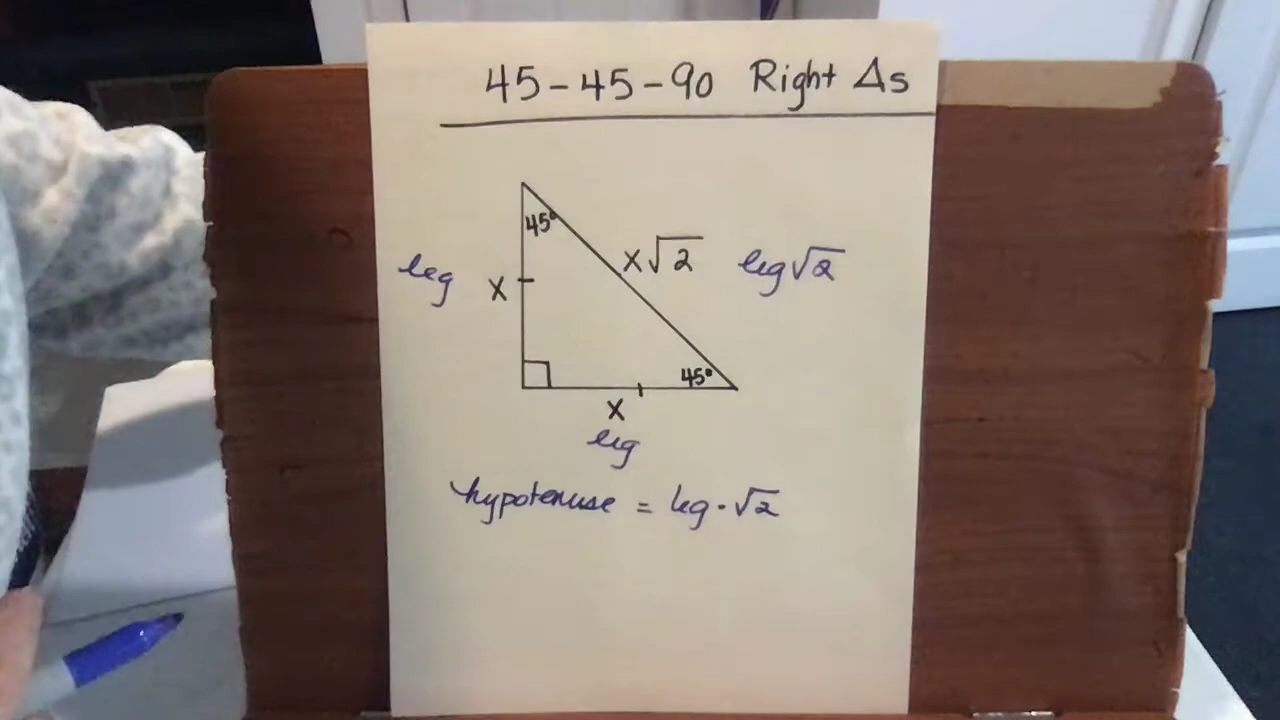 45-45-90 Right Δs
45°
x√2 leg√2
leg x
45°
x
leg
hypotenuse = leg · √2